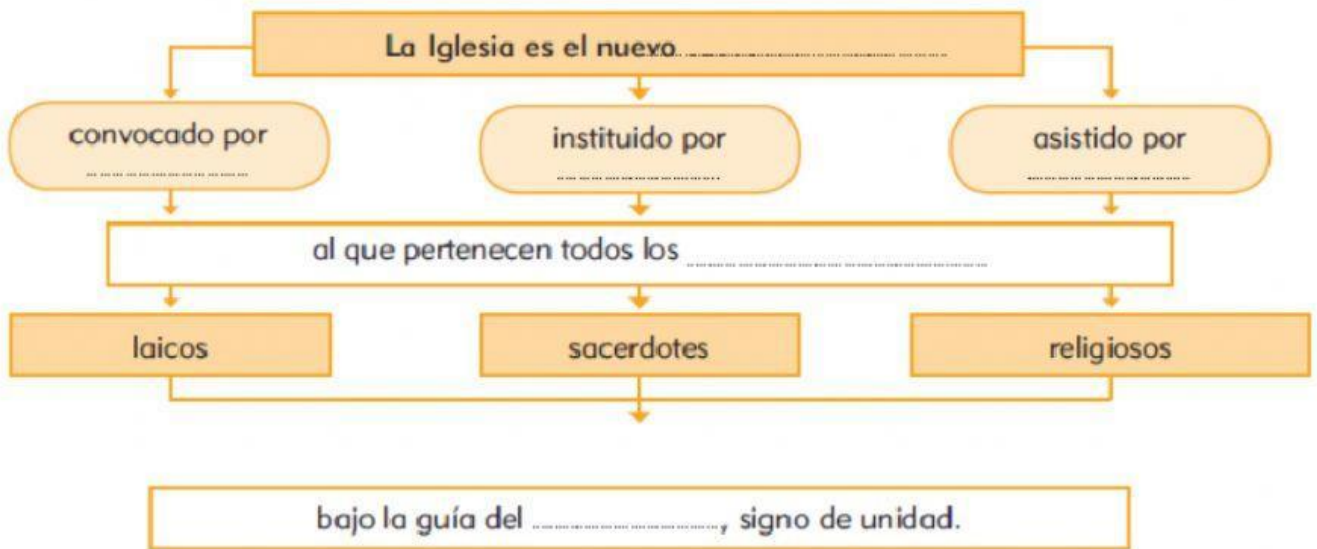 La Iglesia es el nuevo ........................................
convocado por
........................
instituido por
........................
asistido por
........................
al que pertenecen todos los ........................................
laicos
sacerdotes
religiosos
bajo la guía del ........................, signo de unidad.